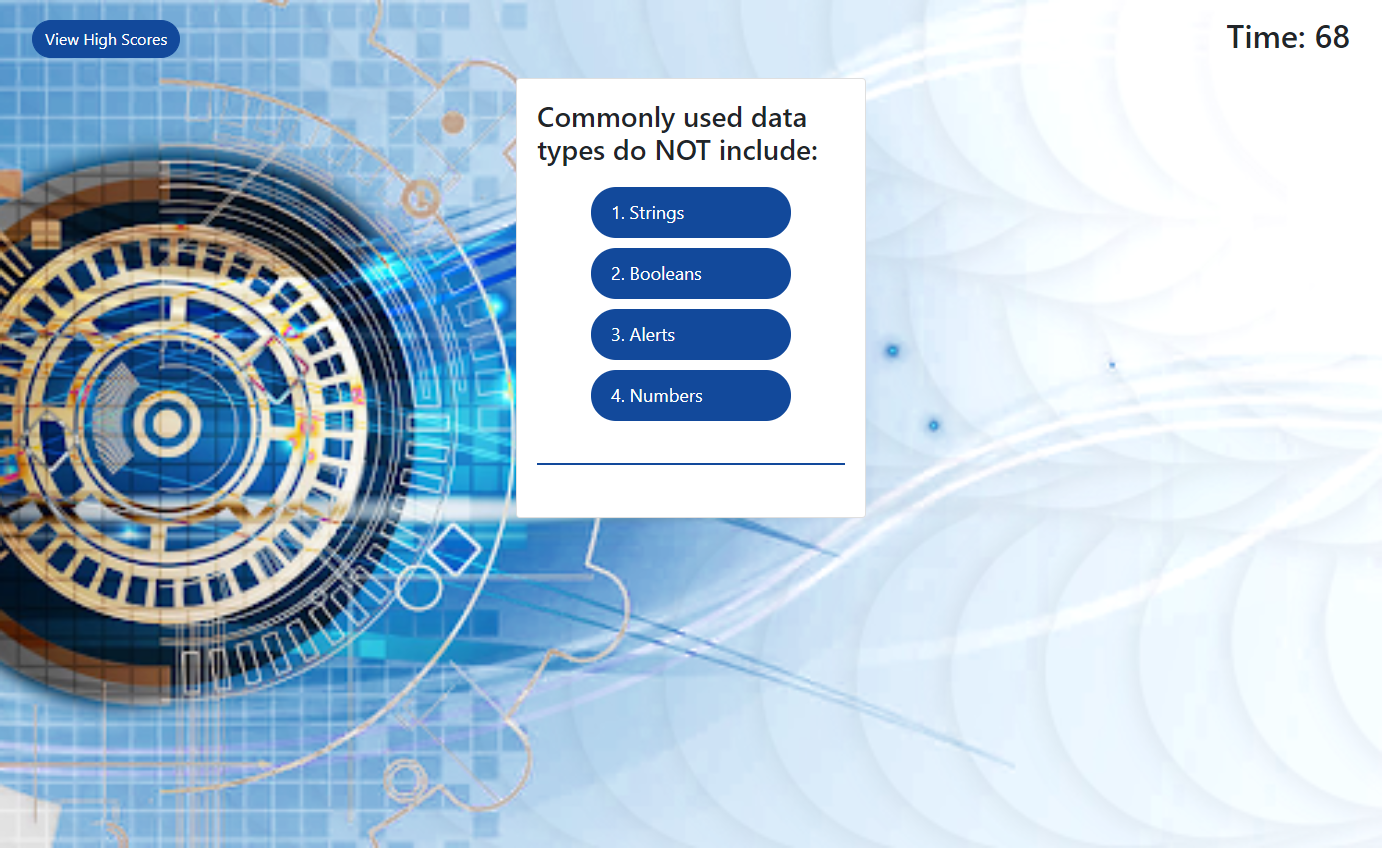 View High Scores
Time: 68
Commonly used data
types do NOT include:
1. Strings
2. Booleans
3. Alerts
4. Numbers